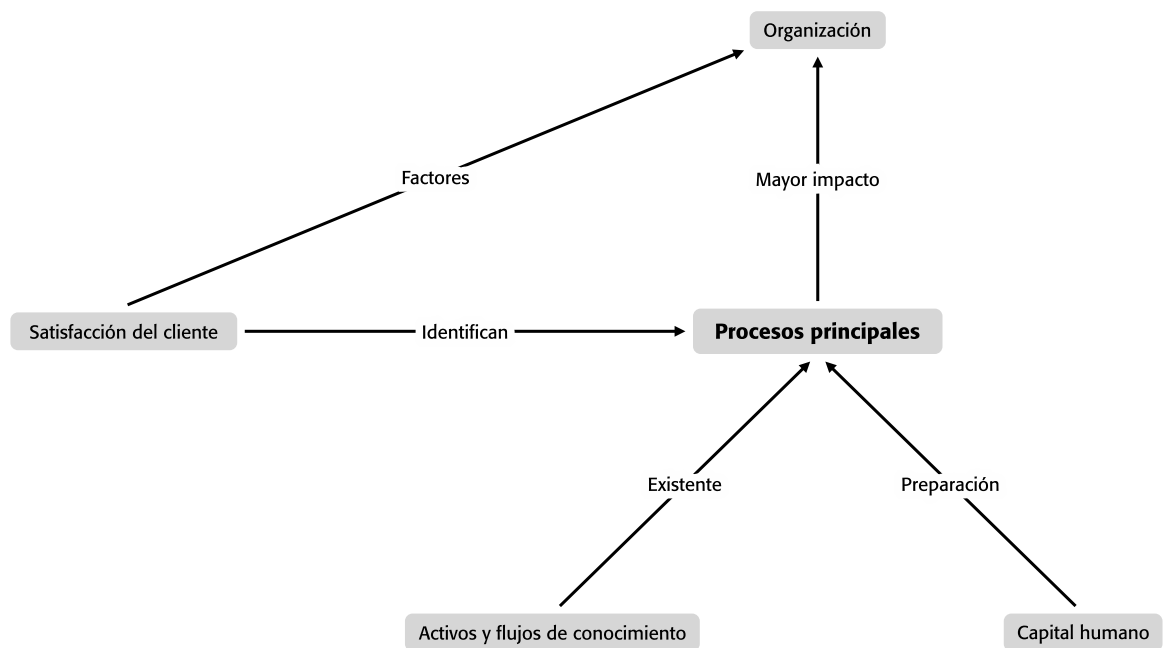 Organización
Factores
Mayor impacto
Satisfacción del cliente
Identifican
Procesos principales
Existente
Preparación
Activos y flujos de conocimiento
Capital humano